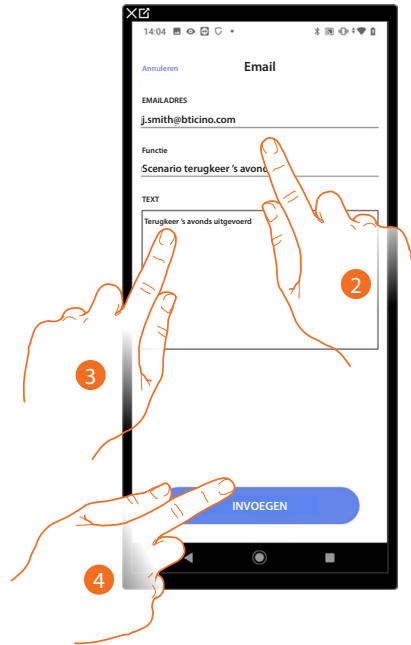 14:04
Annuleren Email
EMAILADRES
j.smith@bticino.com
Functie
Scenario terugkeer 's avond
TEXT
Terugkeer 's avonds uitgevoerd
2
3
INVOEGEN
4